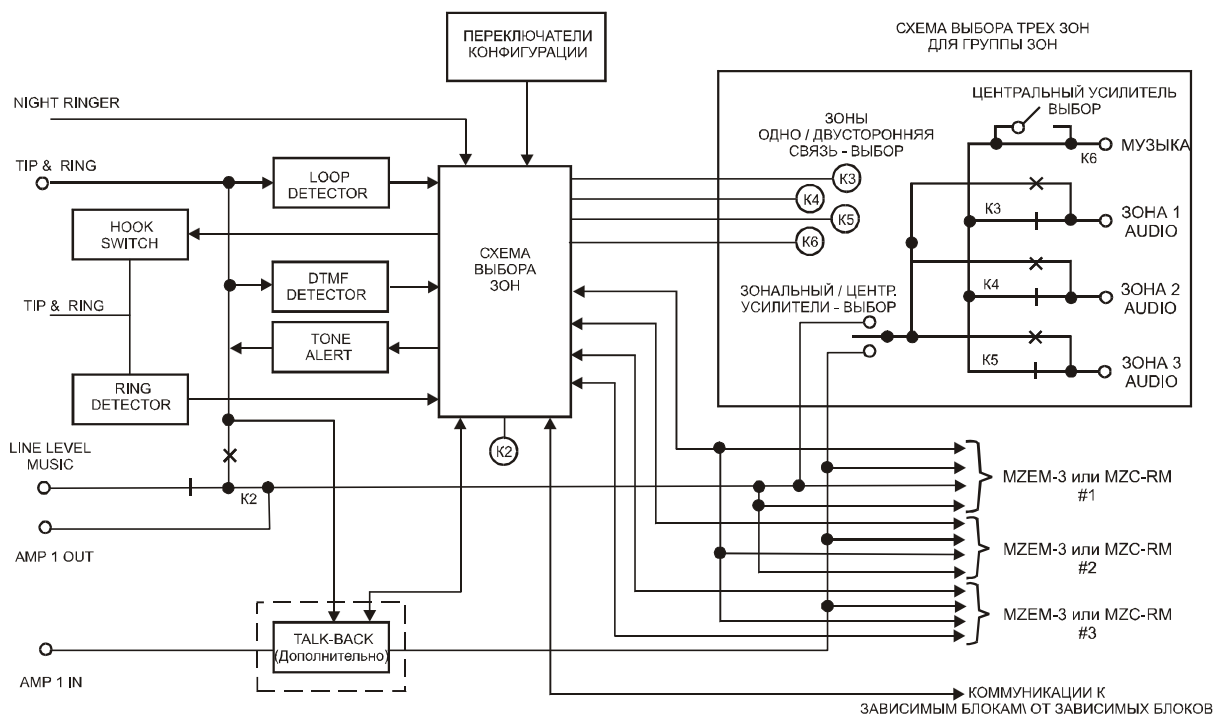 ПЕРЕКЛЮЧАТЕЛИ
КОНФИГУРАЦИИ
СХЕМА ВЫБОРА ТРЕХ ЗОН
ДЛЯ ГРУППЫ ЗОН
NIGHT RINGER
TIP & RING
LOOP
DETECTOR
HOOK
SWITCH
DTMF
DETECTOR
TIP & RING
TONE
ALERT
RING
DETECTOR
СХЕМА
ВЫБОРА
ЗОН
K2
ЗОНЫ
ОДНО / ДВУСТОРОННЯЯ
СВЯЗЬ - ВЫБОР
K3
K4
K5
K6
ЦЕНТРАЛЬНЫЙ УСИЛИТЕЛЬ
ВЫБОР
K6
МУЗЫКА
K3
ЗОНА 1
AUDIO
K4
ЗОНА 2
AUDIO
K5
ЗОНА 3
AUDIO
ЗОНАЛЬНЫЙ / ЦЕНТР.
УСИЛИТЕЛИ - ВЫБОР
LINE LEVEL
MUSIC
K2
AMP 1 OUT
TALK-BACK
(Дополнительно)
AMP 1 IN
MZEM-3 или MZC-RM
#1
MZEM-3 или MZC-RM
#2
MZEM-3 или MZC-RM
#3
КОММУНИКАЦИИ К
ЗАВИСИМЫМ БЛОКАМ\ ОТ ЗАВИСИМЫХ БЛОКОВ